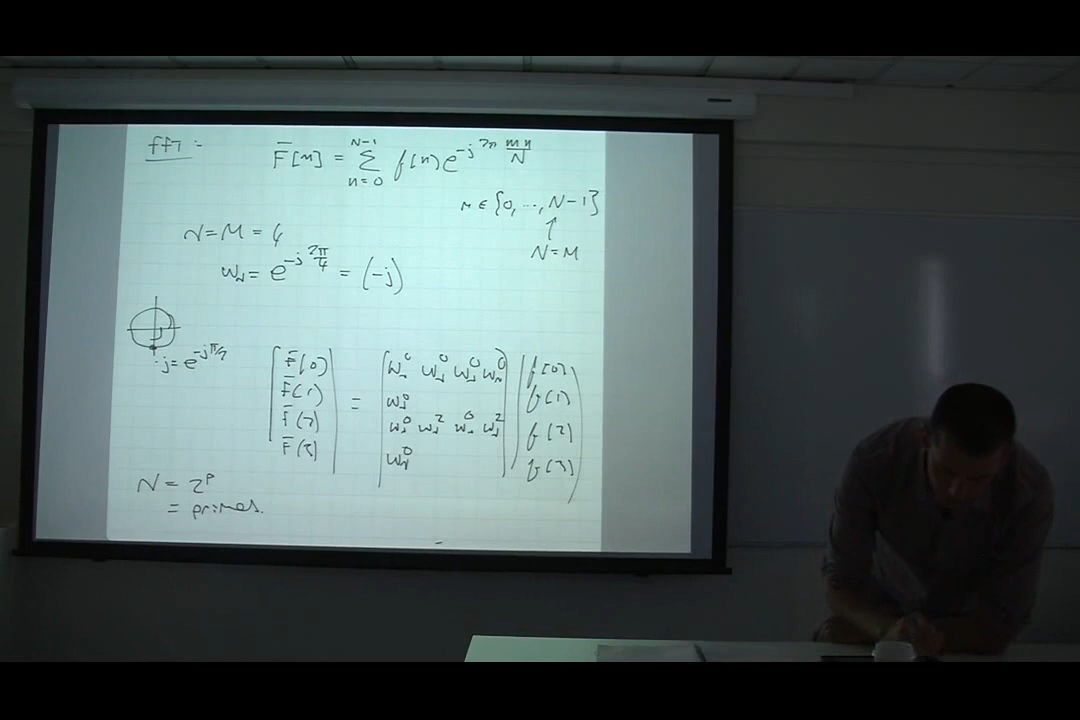 FFT :-
F̄[m] = Σ_{n=0}^{N-1} f(n) e^{-j 2π mn/N}
m ∈ {0, ..., N-1}
↑
N = M
N = M = 4
w_N = e^{-j 2π/4} = (-j)
-j = e^{-jπ/2}
F̄(0) = w_N^0 w_N^0 w_N^0 w_N^0 f(0)
F̄(1) w_N^0 f(1)
F̄(2) w_N^0 w_N^2 w_N^0 w_N^2 f(2)
F̄(3) w_N^0 f(3)
N = 2^p
= primes.